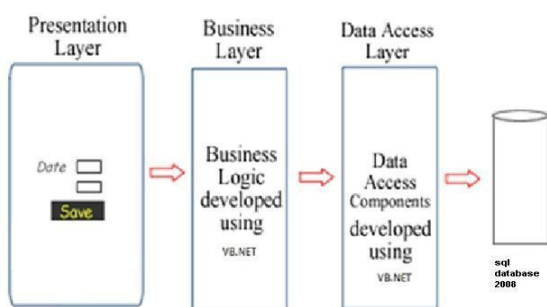 Presentation
Layer
Business
Layer
Data Access
Layer
Date
Save
Business
Logic
developed
using
VB.NET
Data
Access
Components
developed
using
VB.NET
sql
database
2008